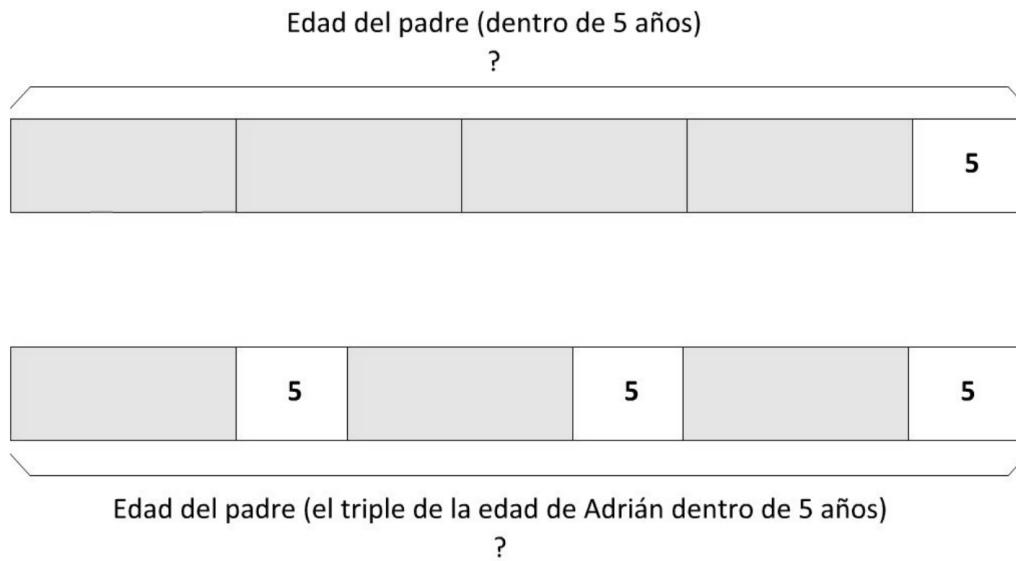 Edad del padre (dentro de 5 años)
?
5
5 5 5
Edad del padre (el triple de la edad de Adrián dentro de 5 años)
?